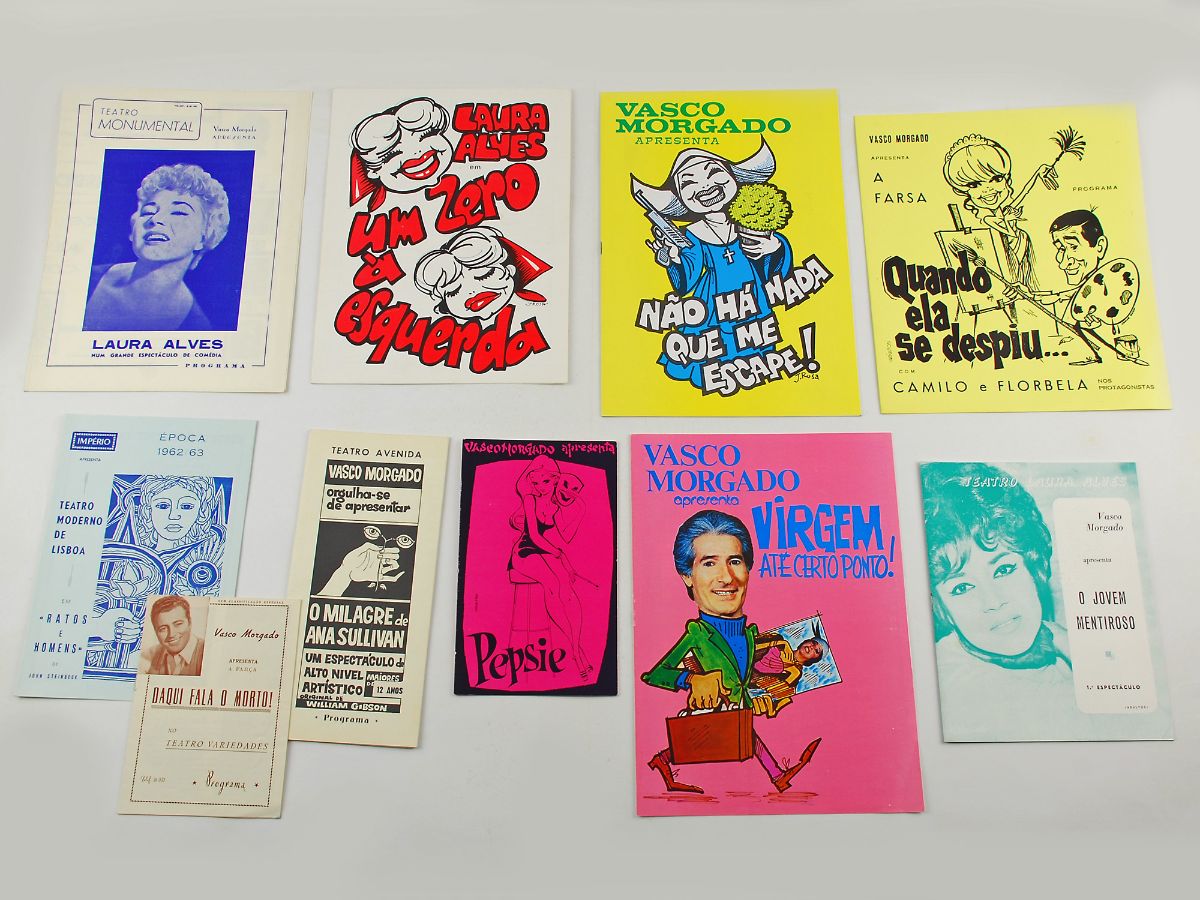 TEATRO
MONUMENTAL
Vasco Morgado
APRESENTA
LAURA ALVES
NUM GRANDE ESPECTÁCULO DE COMÉDIA
PROGRAMA
LAURA
ALVES
em
Zero
um à
esquerda
VASCO
MORGADO
APRESENTA
NÃO HÁ NADA
QUE ME
ESCAPE!
J. Rosa
VASCO MORGADO
APRESENTA
A
FARSA
PROGRAMA
Quando
ela
se despiu...
COM
CAMILO e FLORBELA NOS
PROTAGONISTAS
IMPÉRIO
APRESENTA
ÉPOCA
1962 63
TEATRO
MODERNO
DE
LISBOA
EM
«RATOS
E
HOMENS»
DE
JOHN STEINBECK
Vasco Morgado
APRESENTA
A FARÇA
DAQUI FALA O MORTO!
NO
TEATRO VARIEDADES
Programa
TEATRO AVENIDA
VASCO MORGADO
orgulha-se
de apresentar
O MILAGRE de
ANA SULLIVAN
UM ESPECTÁCULO de
ALTO NIVEL
ARTÍSTICO
MAIORES
DE
12 ANOS
ORIGINAL DE
WILLIAM GIBSON
Programa
VASCO MORGADO apresenta
Pepsie
VASCO
MORGADO
apresenta
VIRGEM
ATÉ CERTO PONTO!
TEATRO LAURA ALVES
Vasco
Morgado
apresenta
O JOVEM
MENTIROSO
1.º ESPECTÁCULO